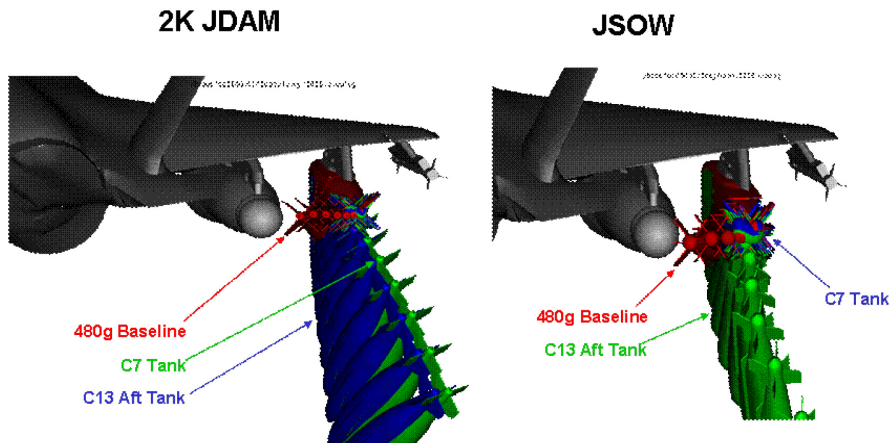 2K JDAM
JSOW
480g Baseline
C7 Tank
C13 Aft Tank
C7 Tank
480g Baseline
C13 Aft Tank